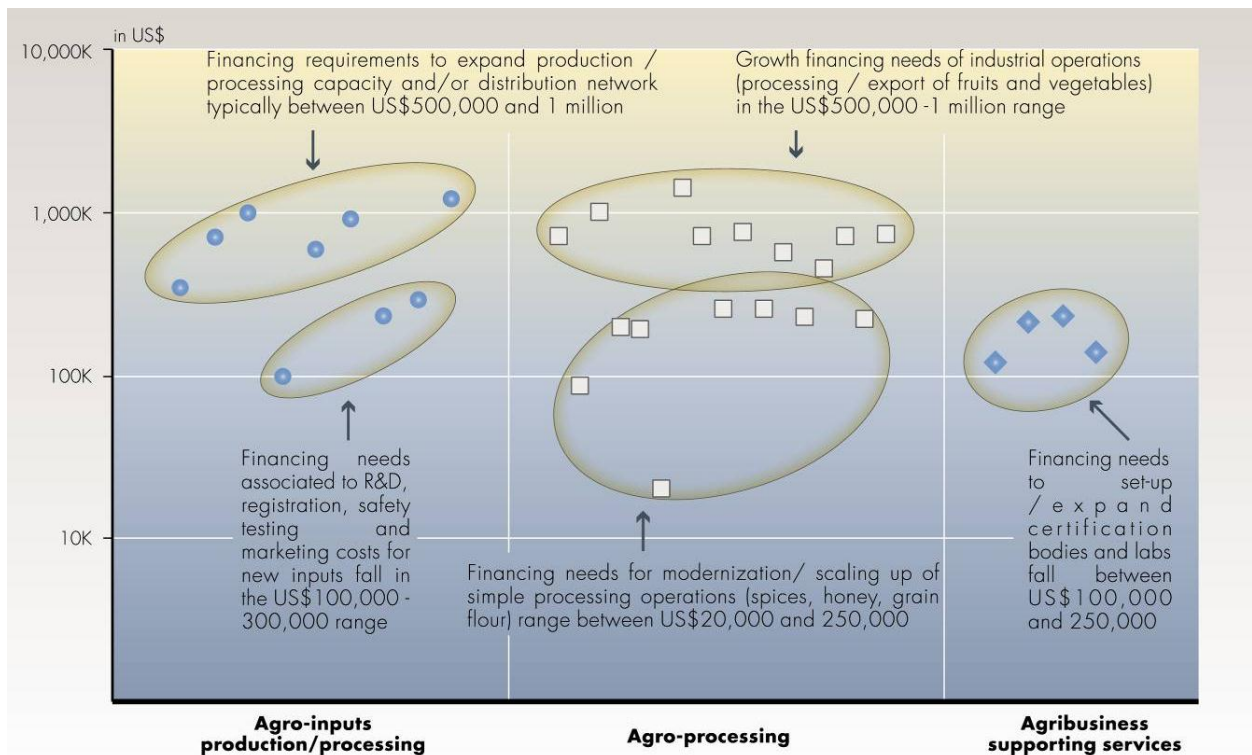 in US$
10,000K
1,000K
100K
10K
Financing requirements to expand production /
processing capacity and/or distribution network
typically between US$500,000 and 1 million
Growth financing needs of industrial operations
(processing / export of fruits and vegetables)
in the US$500,000 -1 million range
Financing needs
associated to R&D,
registration, safety
testing and
marketing costs for
new inputs fall in
the US$100,000 -
300,000 range
Financing needs for modernization/ scaling up of
simple processing operations (spices, honey, grain
flour) range between US$20,000 and 250,000
Financing needs
to set-up
/ expand
certification
bodies and labs
fall between
US$100,000
and 250,000
Agro-inputs
production/processing
Agro-processing
Agribusiness
supporting services